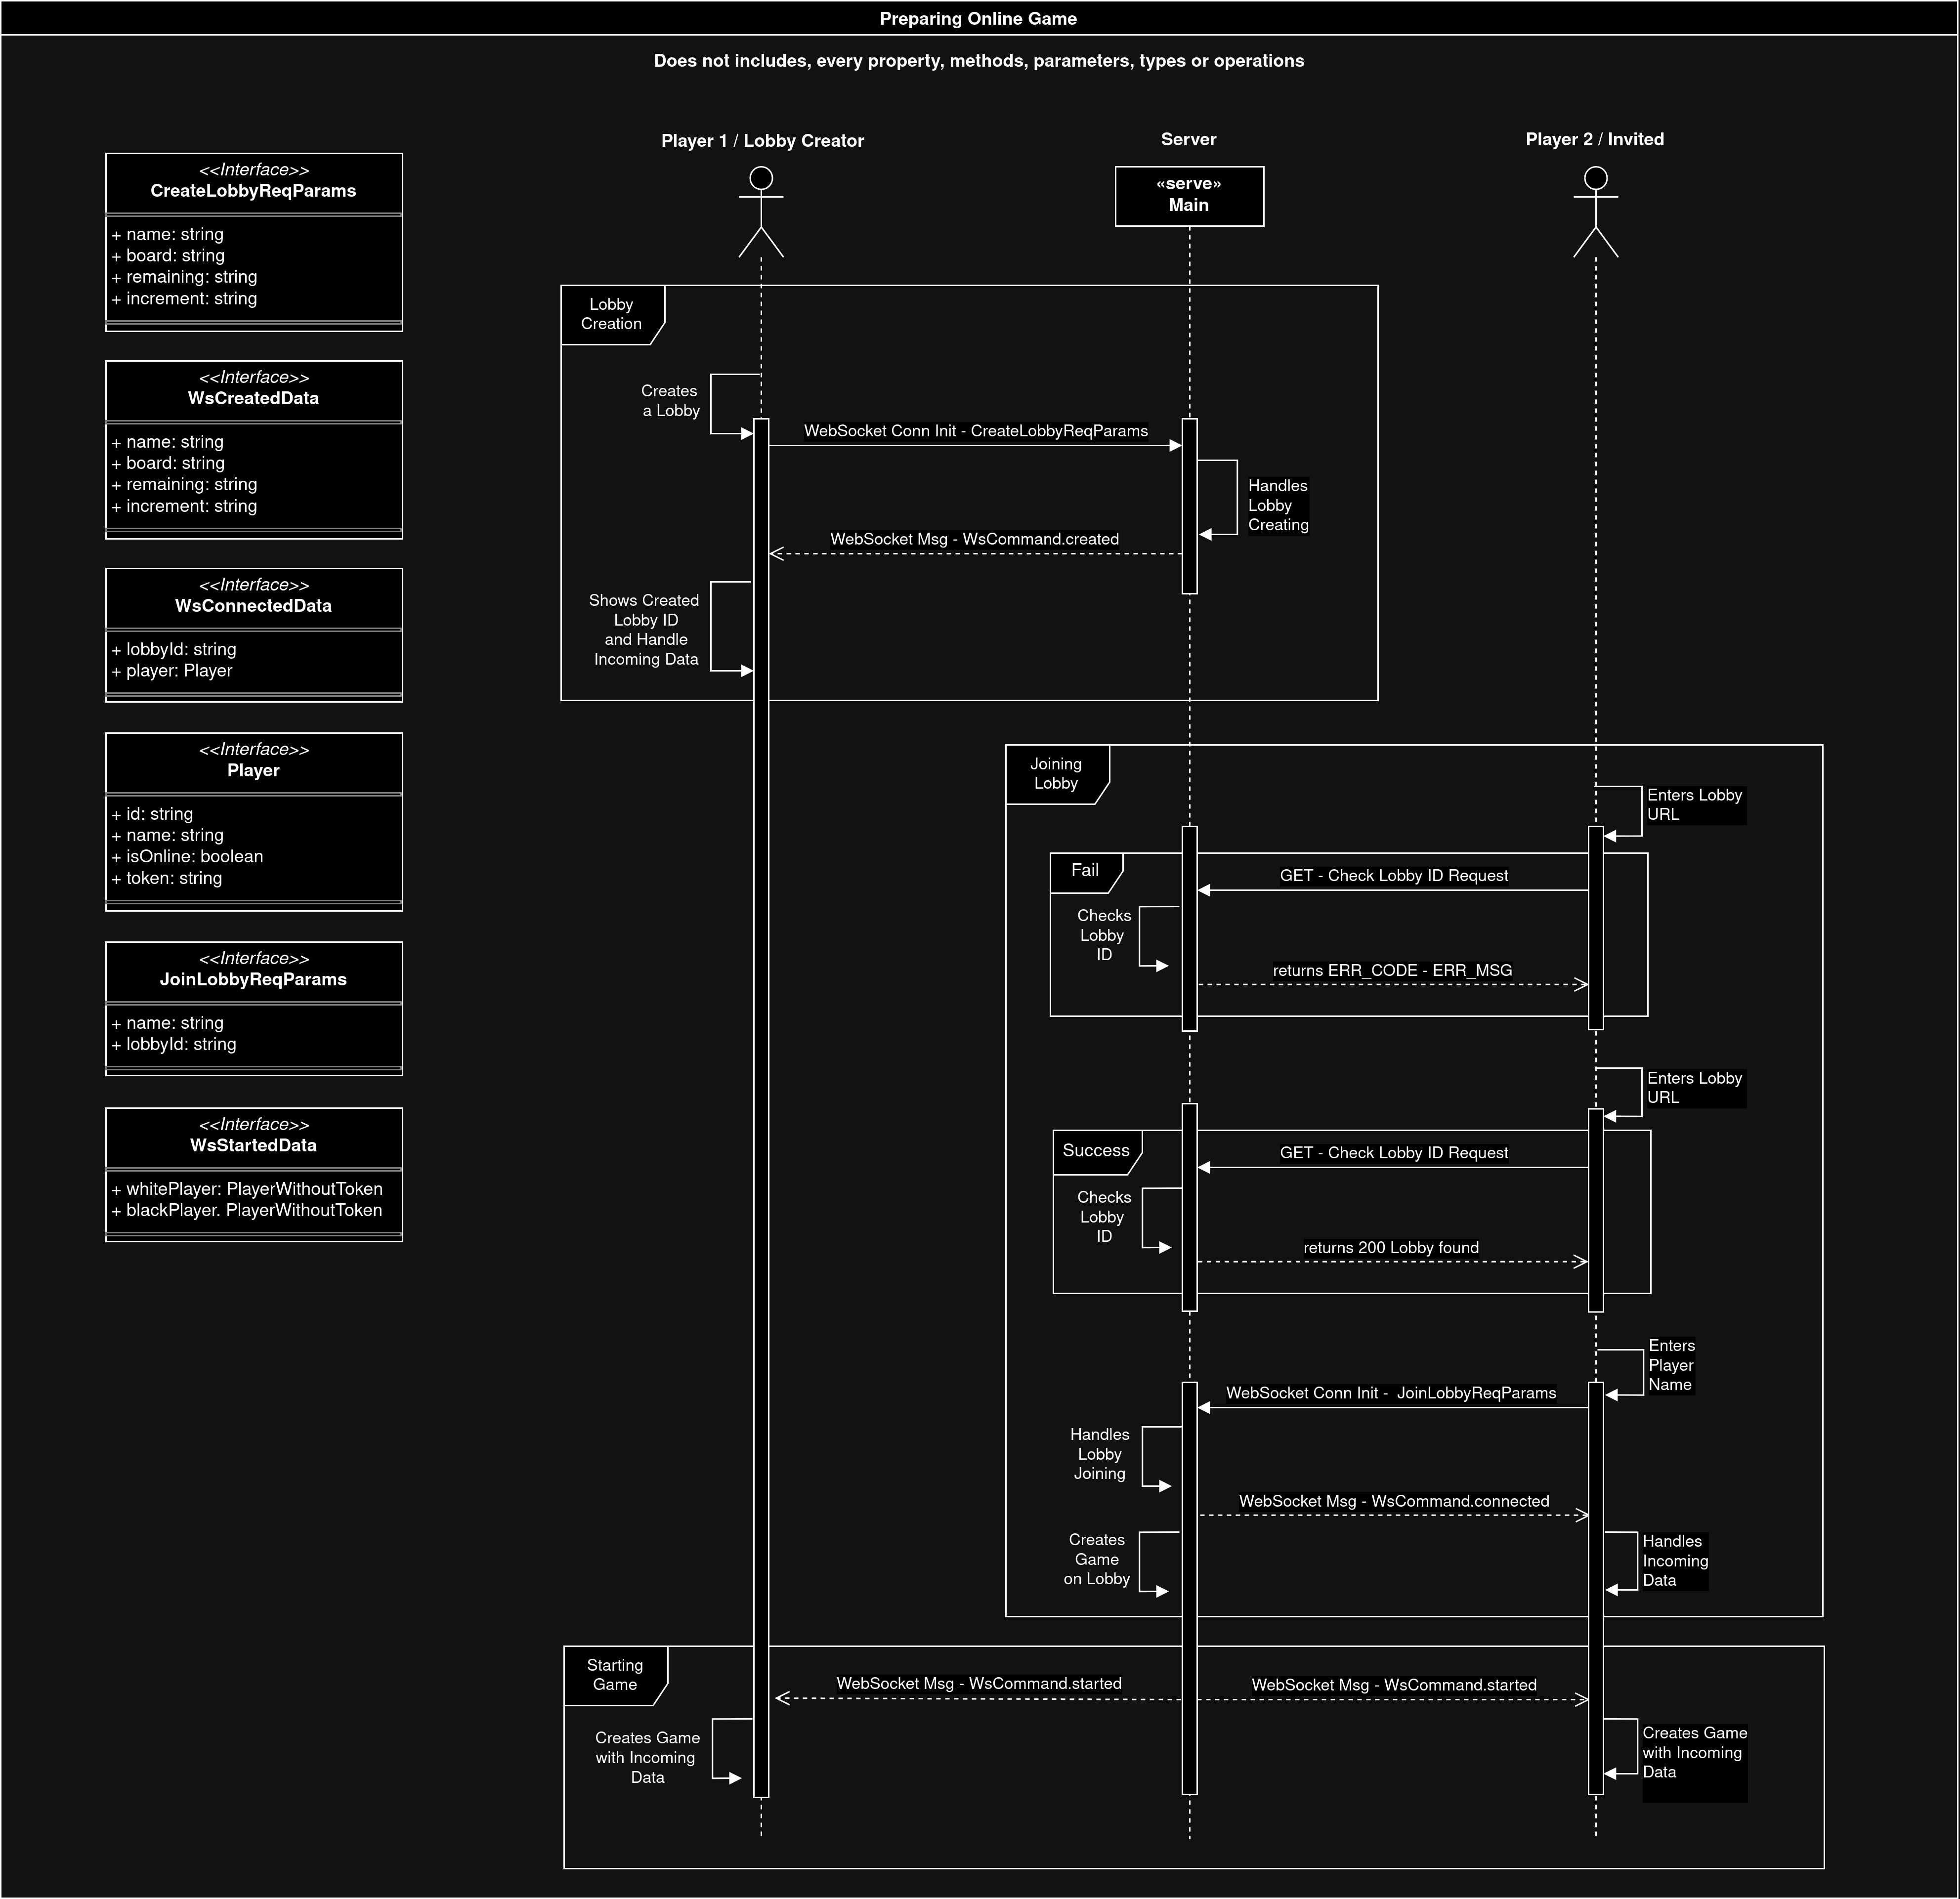 Preparing Online Game
Does not includes, every property, methods, parameters, types or operations
Player 1 / Lobby Creator
Server
Player 2 / Invited
«serve»
Main
<<Interface>>
CreateLobbyReqParams
+ name: string
+ board: string
+ remaining: string
+ increment: string
<<Interface>>
WsCreatedData
+ name: string
+ board: string
+ remaining: string
+ increment: string
<<Interface>>
WsConnectedData
+ lobbyId: string
+ player: Player
<<Interface>>
Player
+ id: string
+ name: string
+ isOnline: boolean
+ token: string
<<Interface>>
JoinLobbyReqParams
+ name: string
+ lobbyId: string
<<Interface>>
WsStartedData
+ whitePlayer: PlayerWithoutToken
+ blackPlayer. PlayerWithoutToken
Lobby
Creation
Creates
a Lobby
WebSocket Conn Init - CreateLobbyReqParams
Handles
Lobby
Creating
WebSocket Msg - WsCommand.created
Shows Created
Lobby ID
and Handle
Incoming Data
Joining
Lobby
Enters Lobby
URL
Fail
GET - Check Lobby ID Request
Checks
Lobby
ID
returns ERR_CODE - ERR_MSG
Enters Lobby
URL
Success
GET - Check Lobby ID Request
Checks
Lobby
ID
returns 200 Lobby found
Enters
Player
Name
WebSocket Conn Init - JoinLobbyReqParams
Handles
Lobby
Joining
WebSocket Msg - WsCommand.connected
Creates
Game
on Lobby
Handles
Incoming
Data
Starting
Game
WebSocket Msg - WsCommand.started
WebSocket Msg - WsCommand.started
Creates Game
with Incoming
Data
Creates Game
with Incoming
Data